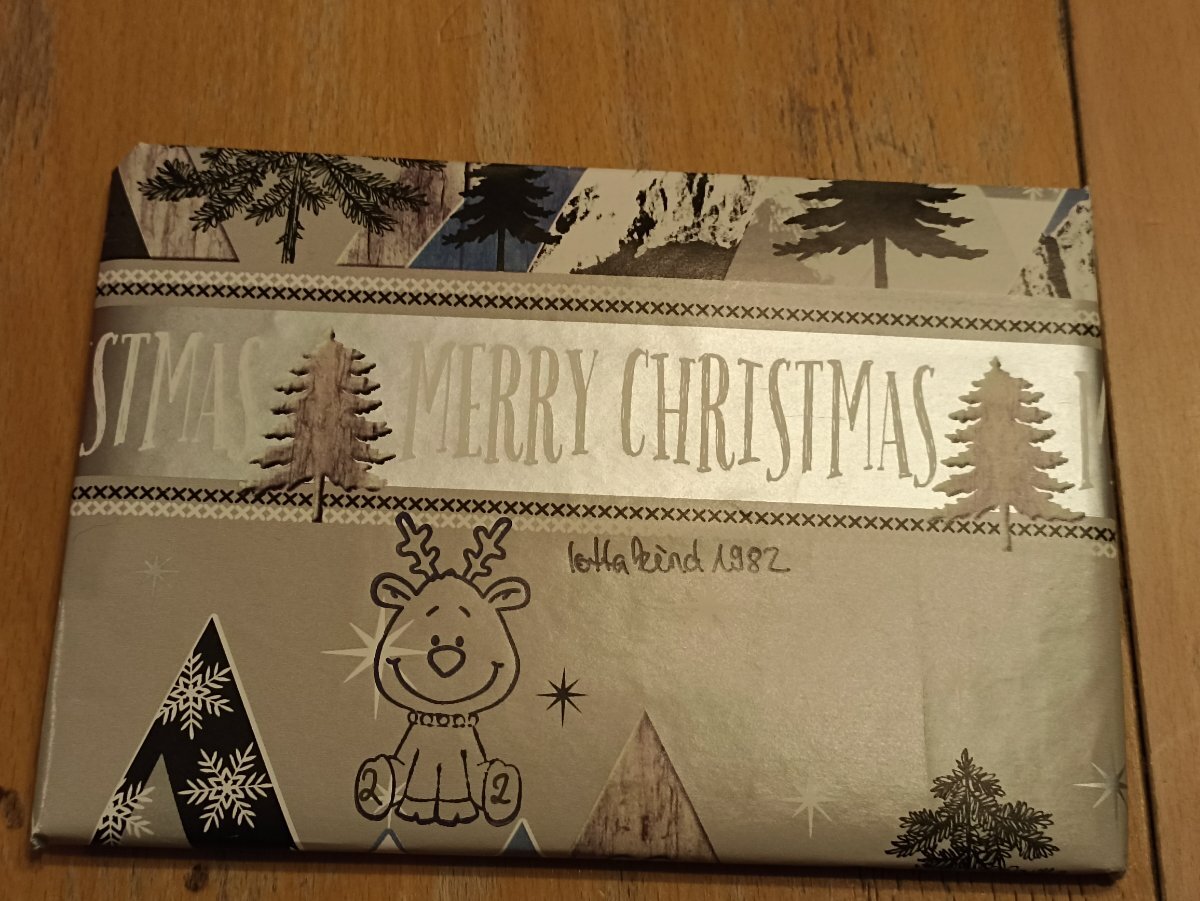 STMAS MERRY CHRISTMAS M
lottakind 1982
2 2